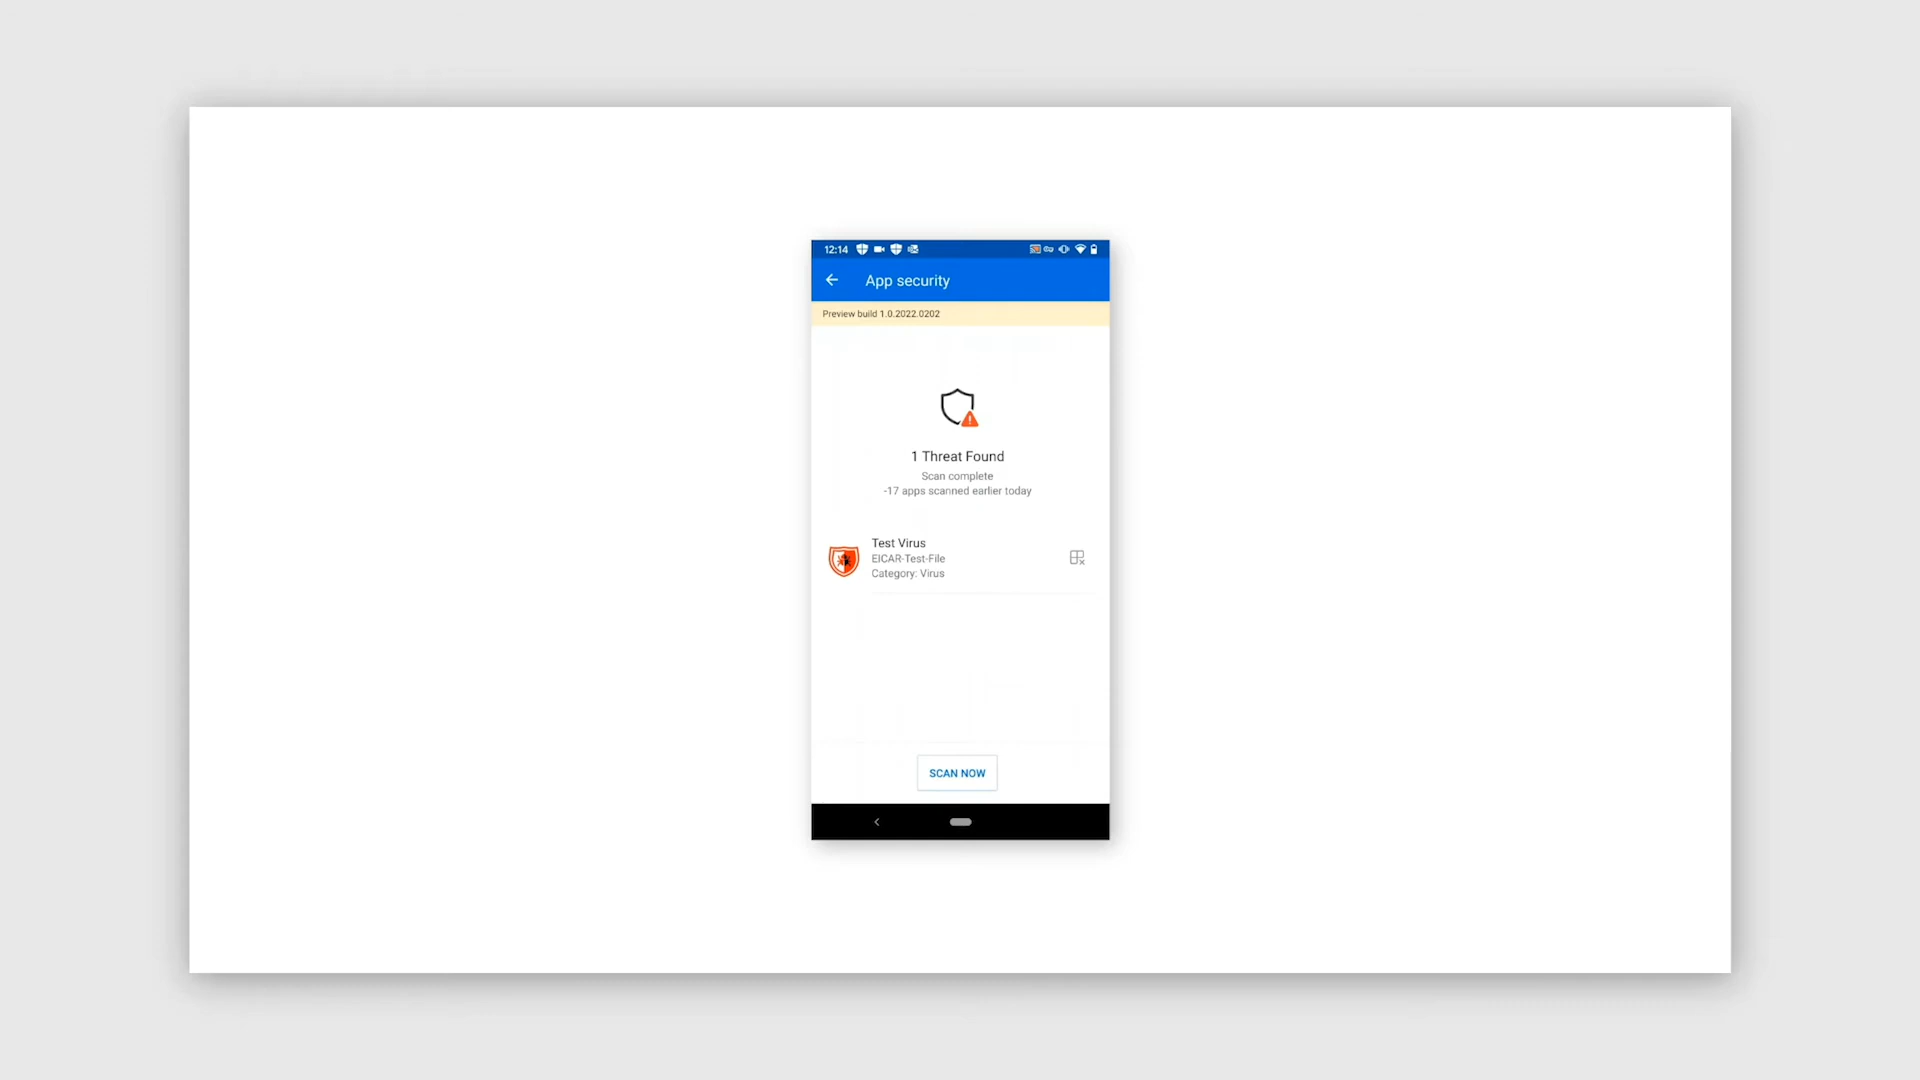 12:14
App security
Preview build 1.0.2022.0202
1 Threat Found
Scan complete
-17 apps scanned earlier today
Test Virus
EICAR-Test-File
Category: Virus
SCAN NOW